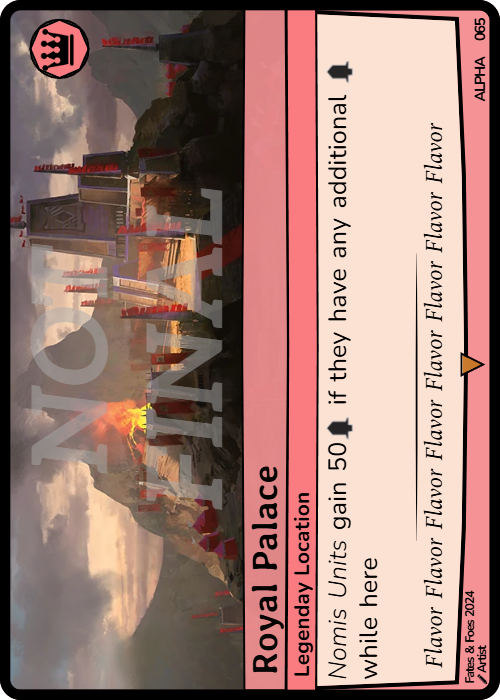 NOT
FINAL
Royal Palace
Legenday Location
Nomis Units gain 50 if they have any additional
while here
Flavor Flavor Flavor Flavor Flavor Flavor Flavor Flavor
Fates & Foes 2024
Artist
ALPHA 065